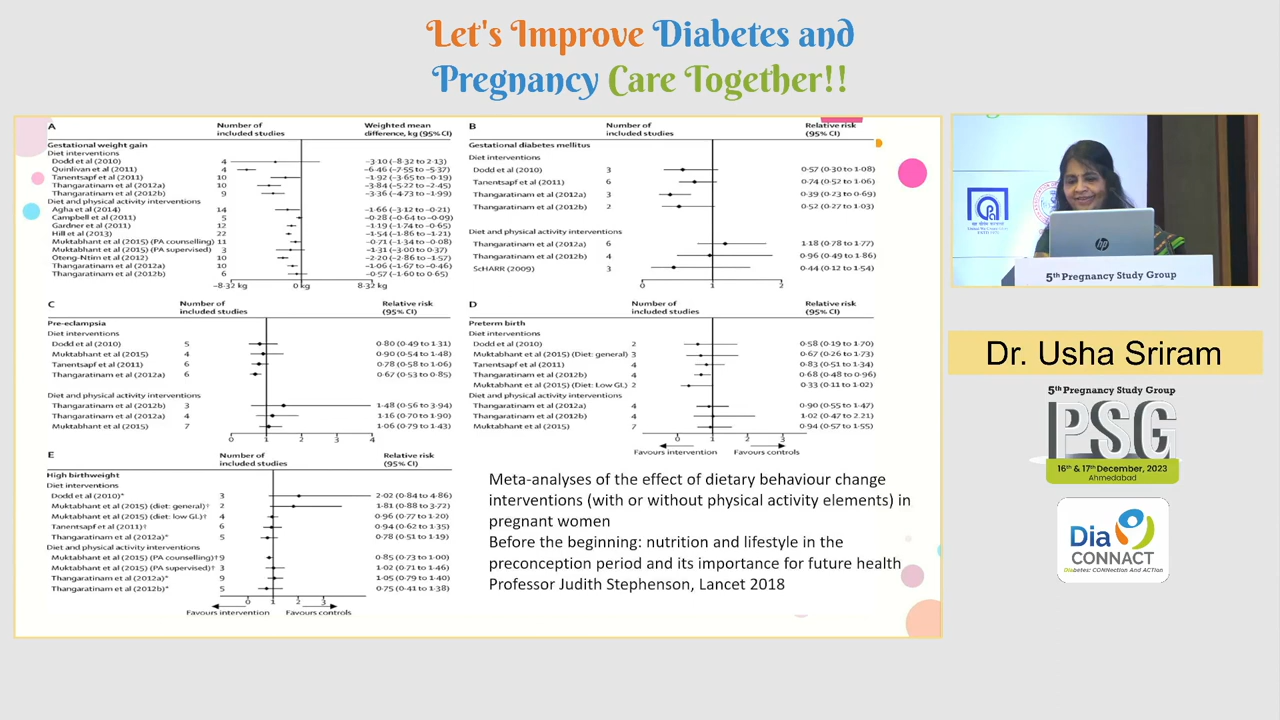 Let's Improve Diabetes and
Pregnancy Care Together!!
A
Number of included studies
Weighted mean difference, kg (95% CI)
Gestational weight gain
Diet interventions
Dodd et al (2010) 4 –3·10 (–8·32 to 2·13)
Quinlivan et al (2011) 4 –6·46 (–7·55 to –5·37)
Tanentsapf et al (2011) 10 –1·92 (–3·65 to –0·19)
Thangaratinam et al (2012a) 10 –3·84 (–5·22 to –2·45)
Thangaratinam et al (2012b) 9 –3·36 (–4·73 to –1·99)
Diet and physical activity interventions
Agha et al (2014) 14 –1·66 (–3·12 to –0·21)
Campbell et al (2011) 5 –0·28 (–0·64 to –0·09)
Gardner et al (2011) 12 –1·19 (–1·74 to –0·65)
Hill et al (2013) 22 –1·54 (–1·86 to –1·21)
Muktabhant et al (2015) (PA counselling) 11 –0·71 (–1·34 to –0·08)
Muktabhant et al (2015) (PA supervised) 3 –1·31 (–3·00 to 0·37)
Oteng-Ntim et al (2012) 10 –2·20 (–2·86 to –1·57)
Thangaratinam et al (2012a) 10 –1·06 (–1·67 to –0·46)
Thangaratinam et al (2012b) 6 –0·57 (–1·60 to 0·65)
–8·32 kg 0 kg 8·32 kg
B
Number of included studies
Relative risk (95% CI)
Gestational diabetes mellitus
Diet interventions
Dodd et al (2010) 3 0·57 (0·30 to 1·08)
Tanentsapf et al (2011) 6 0·74 (0·52 to 1·06)
Thangaratinam et al (2012a) 3 0·39 (0·23 to 0·69)
Thangaratinam et al (2012b) 2 0·52 (0·27 to 1·03)
Diet and physical activity interventions
Thangaratinam et al (2012a) 6 1·18 (0·78 to 1·77)
Thangaratinam et al (2012b) 4 0·96 (0·49 to 1·86)
ScHARR (2009) 3 0·44 (0·12 to 1·54)
0 1 2
C
Number of included studies
Relative risk (95% CI)
Pre-eclampsia
Diet interventions
Dodd et al (2010) 5 0·80 (0·49 to 1·31)
Muktabhant et al (2015) 4 0·90 (0·54 to 1·48)
Tanentsapf et al (2011) 6 0·78 (0·58 to 1·06)
Thangaratinam et al (2012a) 6 0·67 (0·53 to 0·85)
Diet and physical activity interventions
Thangaratinam et al (2012b) 3 1·48 (0·56 to 3·94)
Thangaratinam et al (2012a) 4 1·16 (0·70 to 1·90)
Muktabhant et al (2015) 7 1·06 (0·79 to 1·43)
0 1 2 3 4
D
Number of included studies
Relative risk (95% CI)
Preterm birth
Diet interventions
Dodd et al (2010) 2 0·58 (0·19 to 1·70)
Muktabhant et al (2015) (Diet: general) 3 0·67 (0·26 to 1·73)
Tanentsapf et al (2011) 4 0·83 (0·51 to 1·34)
Thangaratinam et al (2012b) 4 0·68 (0·48 to 0·96)
Muktabhant et al (2015) (Diet: Low GL) 2 0·33 (0·11 to 1·02)
Diet and physical activity interventions
Thangaratinam et al (2012a) 4 0·90 (0·55 to 1·47)
Thangaratinam et al (2012b) 4 1·02 (0·47 to 2·21)
Muktabhant et al (2015) 7 0·94 (0·57 to 1·55)
0 1 2 3
Favours intervention Favours controls
E
Number of included studies
Relative risk (95% CI)
High birthweight
Diet interventions
Dodd et al (2010)* 3 2·02 (0·84 to 4·86)
Muktabhant et al (2015) (diet: general)† 2 1·81 (0·88 to 3·72)
Muktabhant et al (2015) (diet: low GL)† 4 0·96 (0·77 to 1·20)
Tanentsapf et al (2011)† 6 0·94 (0·62 to 1·35)
Thangaratinam et al (2012a)* 5 0·78 (0·51 to 1·19)
Diet and physical activity interventions
Muktabhant et al (2015) (PA counselling)† 9 0·85 (0·73 to 1·00)
Muktabhant et al (2015) (PA supervised)† 3 1·02 (0·71 to 1·46)
Thangaratinam et al (2012a)* 9 1·05 (0·79 to 1·40)
Thangaratinam et al (2012b)* 5 0·75 (0·41 to 1·38)
0 1 2 3
Favours intervention Favours controls
Meta-analyses of the effect of dietary behaviour change
interventions (with or without physical activity elements) in
pregnant women
Before the beginning: nutrition and lifestyle in the
preconception period and its importance for future health
Professor Judith Stephenson, Lancet 2018
hp
5th Pregnancy Study Group
Dr. Usha Sriram
5th Pregnancy Study Group
PSG
16th & 17th December, 2023
Ahmedabad
Dia
CONNACT
Diabetes: CONNection And ACTion